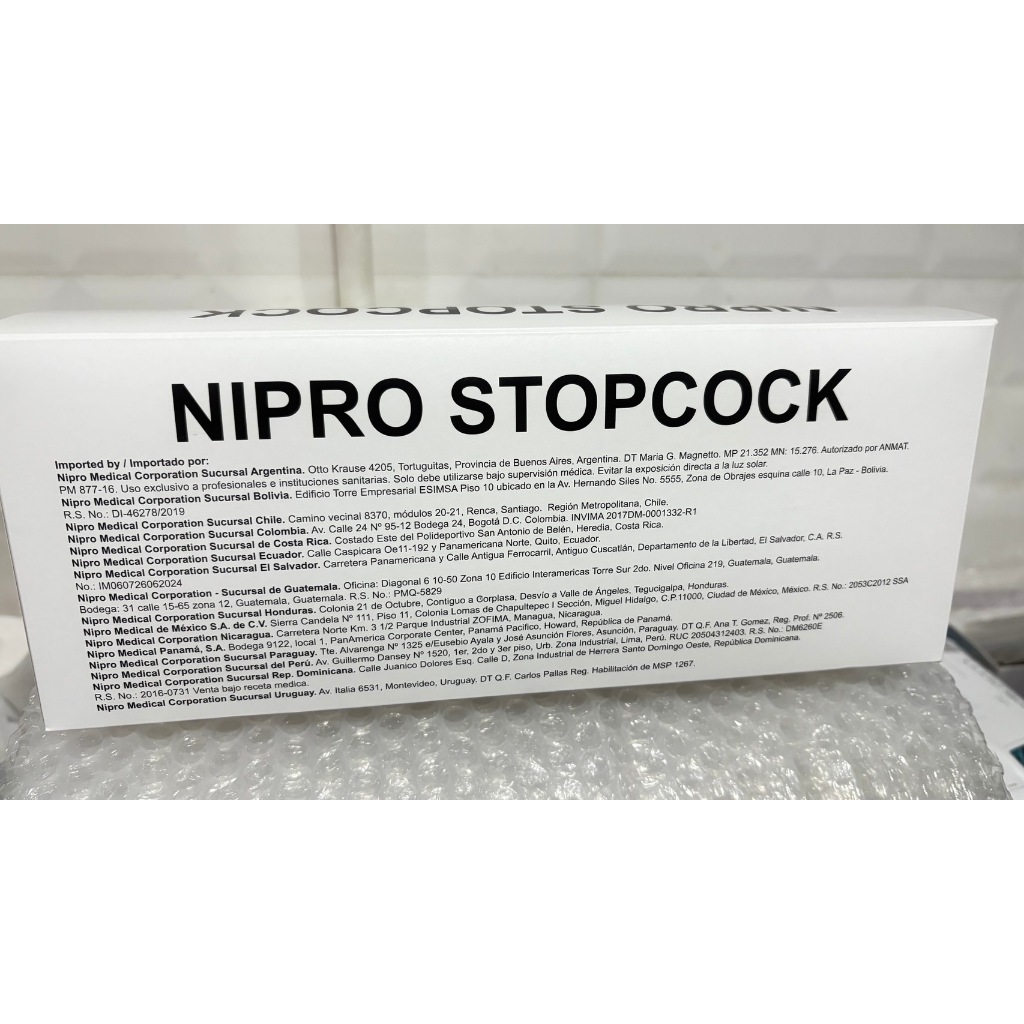 NIPRO STOPCOCK
NIPRO STOPCOCK
Imported by / Importado por:
Nipro Medical Corporation Sucursal Argentina. Otto Krause 4205, Tortuguitas, Provincia de Buenos Aires, Argentina. DT Maria G. Magnetto. MP 21.352 MN: 15.276. Autorizado por ANMAT.
PM 877-16. Uso exclusivo a profesionales e instituciones sanitarias. Solo debe utilizarse bajo supervisión médica. Evitar la exposición directa a la luz solar.
Nipro Medical Corporation Sucursal Bolivia. Edificio Torre Empresarial ESIMSA Piso 10 ubicado en la Av. Hernando Siles No. 5555, Zona de Obrajes esquina calle 10, La Paz - Bolivia.
R.S. No.: DI-46278/2019
Nipro Medical Corporation Sucursal Chile. Camino vecinal 8370, módulos 20-21, Renca, Santiago. Región Metropolitana, Chile.
Nipro Medical Corporation Sucursal Colombia. Av. Calle 24 Nº 95-12 Bodega 24, Bogotá D.C. Colombia. INVIMA 2017DM-0001332-R1
Nipro Medical Corporation Sucursal de Costa Rica. Costado Este del Polideportivo San Antonio de Belén, Heredia, Costa Rica.
Nipro Medical Corporation Sucursal Ecuador. Calle Caspicara Oe11-192 y Panamericana Norte. Quito, Ecuador.
Nipro Medical Corporation Sucursal El Salvador. Carretera Panamericana y Calle Antigua Ferrocarril, Antiguo Cuscatlán, Departamento de la Libertad, El Salvador, C.A. R.S.
No.: IM060726062024
Nipro Medical Corporation - Sucursal de Guatemala. Oficina: Diagonal 6 10-50 Zona 10 Edificio Interamericas Torre Sur 2do. Nivel Oficina 219, Guatemala, Guatemala.
Bodega: 31 calle 15-65 zona 12, Guatemala, Guatemala. R.S. No.: PMQ-5829
Nipro Medical Corporation Sucursal Honduras. Colonia 21 de Octubre, Contiguo a Gorplasa, Desvío a Valle de Ángeles, Tegucigalpa, Honduras.
Nipro Medical de México S.A. de C.V. Sierra Candela Nº 111, Piso 11, Colonia Lomas de Chapultepec I Sección, Miguel Hidalgo, C.P 11000, Ciudad de México, México. R.S. No.: 2053C2012 SSA
Nipro Medical Corporation Nicaragua. Carretera Norte Km. 3 1/2 Parque Industrial ZOFIMA, Managua, Nicaragua.
Nipro Medical Panamá, S.A. Bodega 9122, local 1, PanAmerica Corporate Center, Panamá Pacifico, Howard, República de Panamá.
Nipro Medical Corporation Sucursal Paraguay. Tte. Alvarenga Nº 1325 e/Eusebio Ayala y José Asunción Flores, Asunción, Paraguay. DT Q.F. Ana T. Gomez, Reg. Prof. Nº 2506.
Nipro Medical Corporation Sucursal del Perú. Av. Guillermo Dansey Nº 1520, 1er, 2do y 3er piso, Urb. Zona Industrial, Lima, Perú. RUC 20504312403. R.S. No.: DM6260E
Nipro Medical Corporation Sucursal Rep. Dominicana. Calle Juanico Dolores Esq. Calle D, Zona Industrial de Herrera Santo Domingo Oeste, República Dominicana.
R.S. No.: 2016-0731 Venta bajo receta medica.
Nipro Medical Corporation Sucursal Uruguay. Av. Italia 6531, Montevideo, Uruguay. DT Q.F. Carlos Pallas Reg. Habilitación de MSP 1267.